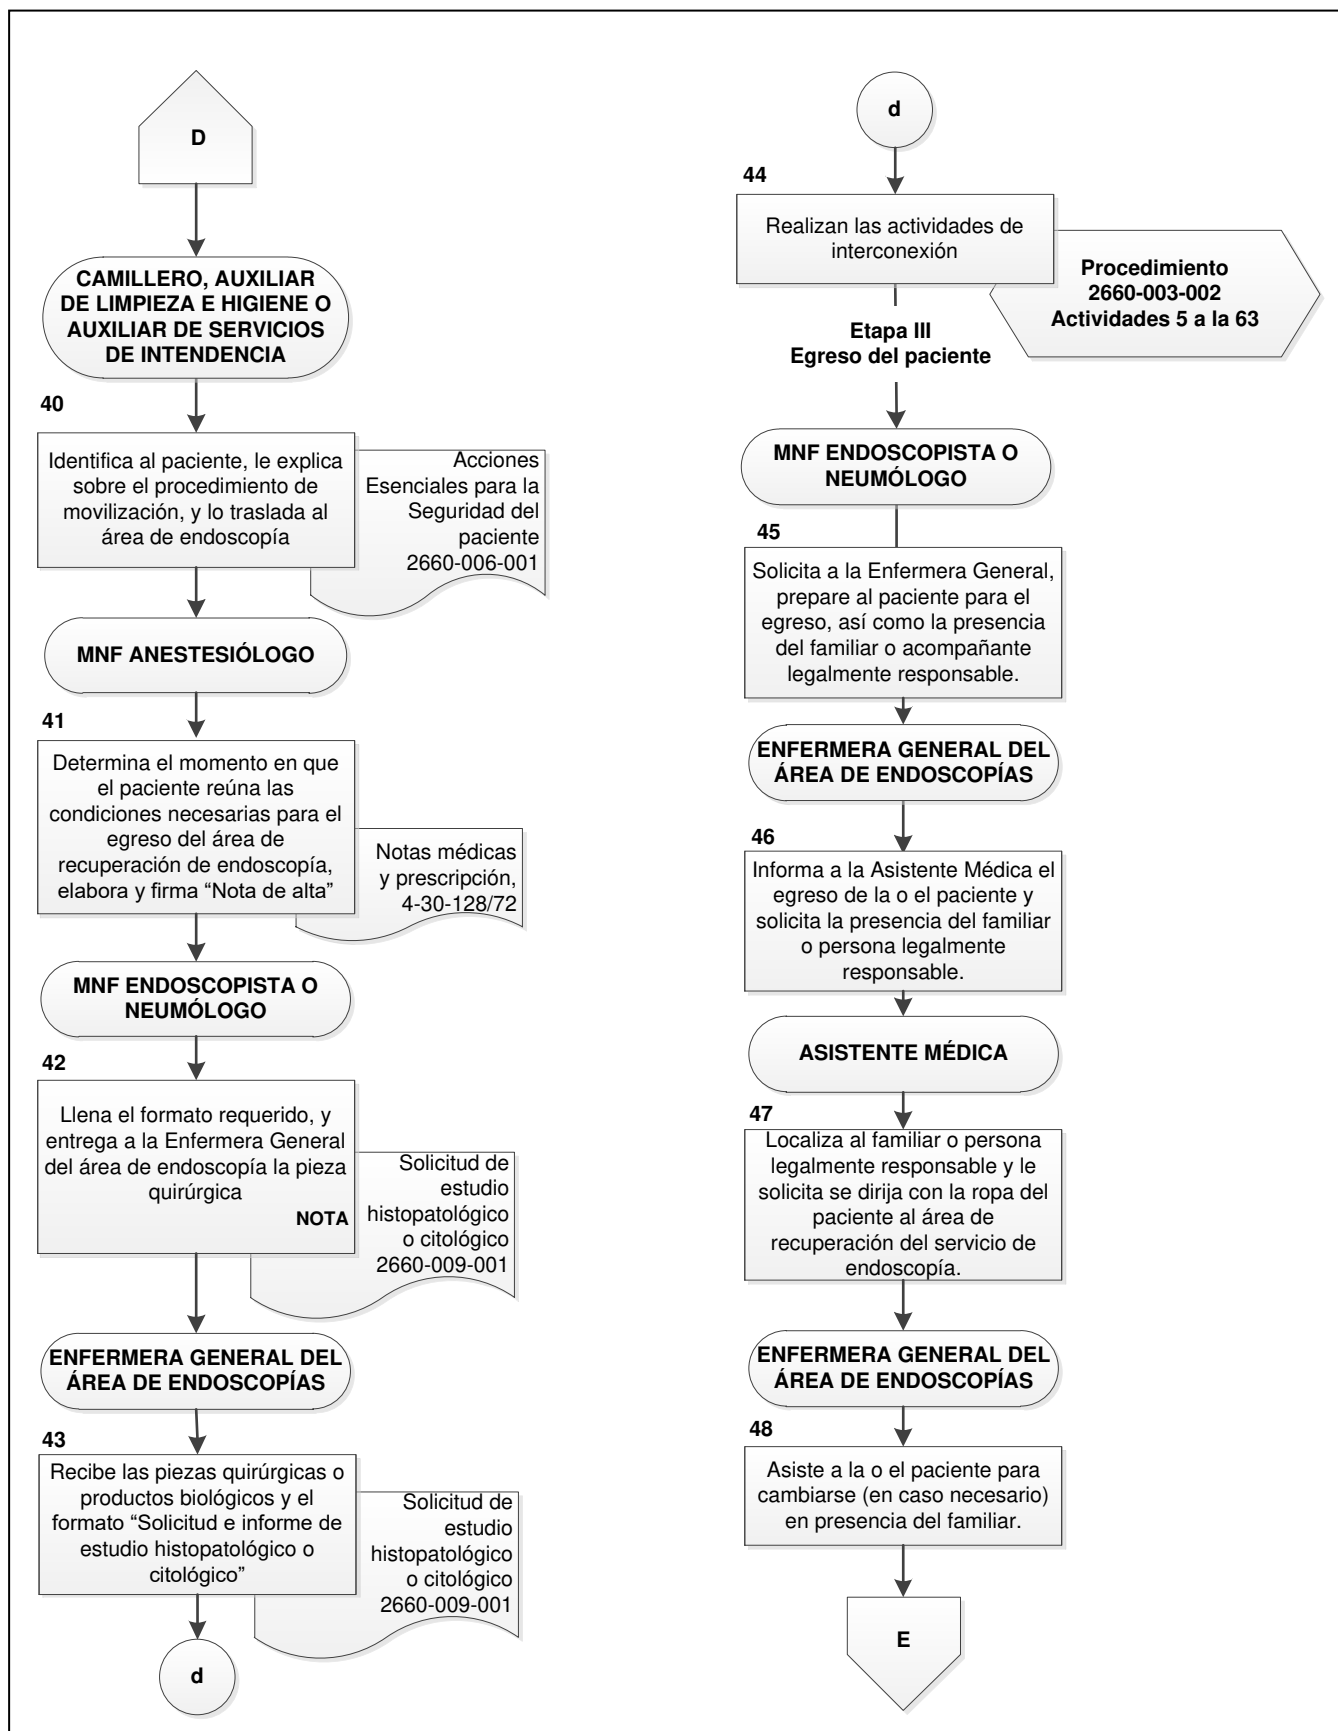 D
CAMILLERO, AUXILIAR
DE LIMPIEZA E HIGIENE O
AUXILIAR DE SERVICIOS
DE INTENDENCIA
40
Identifica al paciente, le explica
sobre el procedimiento de
movilización, y lo traslada al
área de endoscopía
Acciones
Esenciales para la
Seguridad del
paciente
2660-006-001
MNF ANESTESIÓLOGO
41
Determina el momento en que
el paciente reúna las
condiciones necesarias para el
egreso del área de
recuperación de endoscopía,
elabora y firma “Nota de alta”
Notas médicas
y prescripción,
4-30-128/72
MNF ENDOSCOPISTA O
NEUMÓLOGO
42
Llena el formato requerido, y
entrega a la Enfermera General
del área de endoscopía la pieza
quirúrgica
NOTA
Solicitud de
estudio
histopatológico
o citológico
2660-009-001
ENFERMERA GENERAL DEL
ÁREA DE ENDOSCOPÍAS
43
Recibe las piezas quirúrgicas o
productos biológicos y el
formato “Solicitud e informe de
estudio histopatológico o
citológico”
Solicitud de
estudio
histopatológico
o citológico
2660-009-001
d
d
44
Realizan las actividades de
interconexión
Procedimiento
2660-003-002
Actividades 5 a la 63
Etapa III
Egreso del paciente
MNF ENDOSCOPISTA O
NEUMÓLOGO
45
Solicita a la Enfermera General,
prepare al paciente para el
egreso, así como la presencia
del familiar o acompañante
legalmente responsable.
ENFERMERA GENERAL DEL
ÁREA DE ENDOSCOPÍAS
46
Informa a la Asistente Médica el
egreso de la o el paciente y
solicita la presencia del familiar
o persona legalmente
responsable.
ASISTENTE MÉDICA
47
Localiza al familiar o persona
legalmente responsable y le
solicita se dirija con la ropa del
paciente al área de
recuperación del servicio de
endoscopía.
ENFERMERA GENERAL DEL
ÁREA DE ENDOSCOPÍAS
48
Asiste a la o el paciente para
cambiarse (en caso necesario)
en presencia del familiar.
E